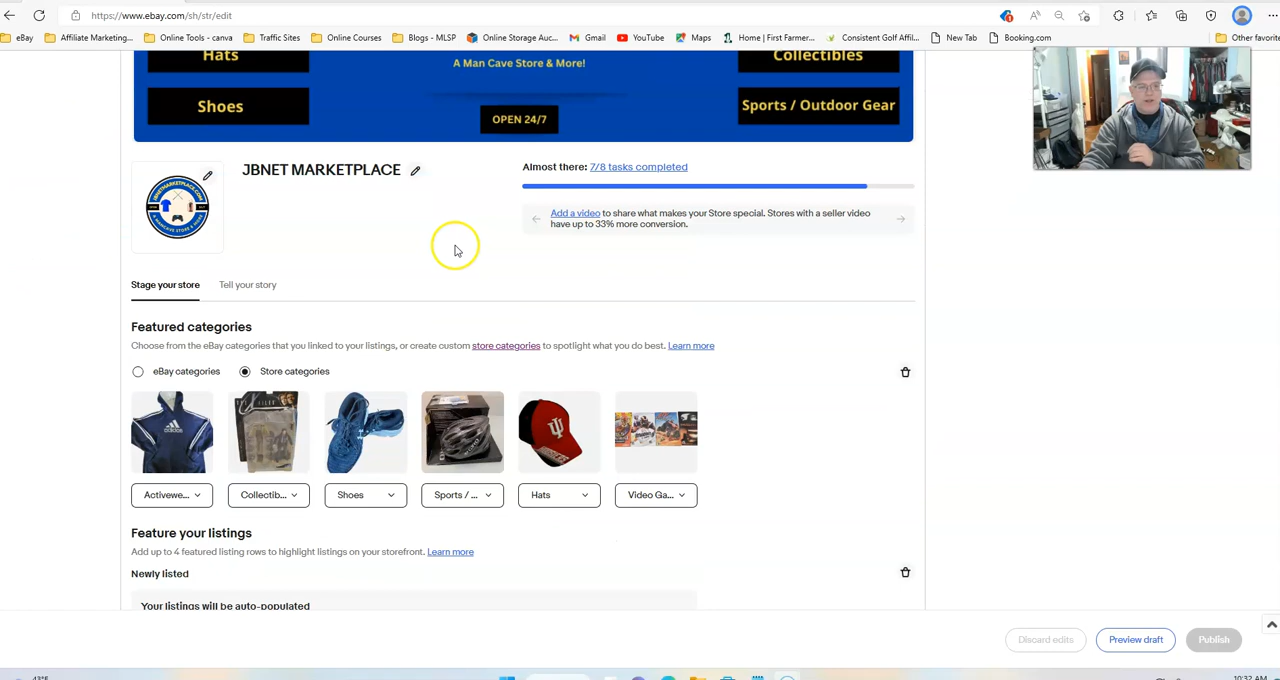 https://www.ebay.com/sh/str/edit
eBay
Affiliate Marketing...
Online Tools - canva
Traffic Sites
Online Courses
Blogs - MLSP
Online Storage Auc...
Gmail
YouTube
Maps
Home | First Farmer...
Consistent Golf Affil...
New Tab
Booking.com
Other favorite
Hats
A Man Cave Store & More!
Collectibles
Shoes
OPEN 24/7
Sports / Outdoor Gear
JBNET MARKETPLACE
Almost there: 7/8 tasks completed
Add a video to share what makes your Store special. Stores with a seller video
have up to 33% more conversion.
Stage your store
Tell your story
Featured categories
Choose from the eBay categories that you linked to your listings, or create custom store categories to spotlight what you do best. Learn more
eBay categories
Store categories
Activewe...
Collectib...
Shoes
Sports / ...
Hats
Video Ga...
Feature your listings
Add up to 4 featured listing rows to highlight listings on your storefront. Learn more
Newly listed
Your listings will be auto-populated
Discard edits
Preview draft
Publish
43°F
10:32 AM